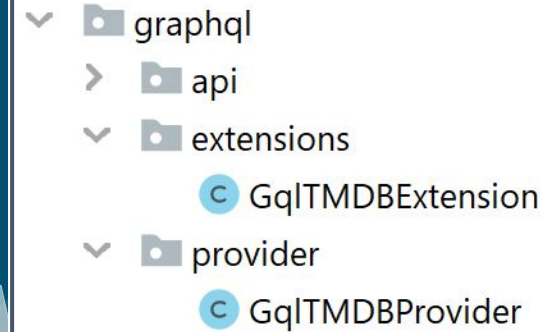 graphql
api
extensions
C GqlTMDBExtension
provider
C GqlTMDBProvider